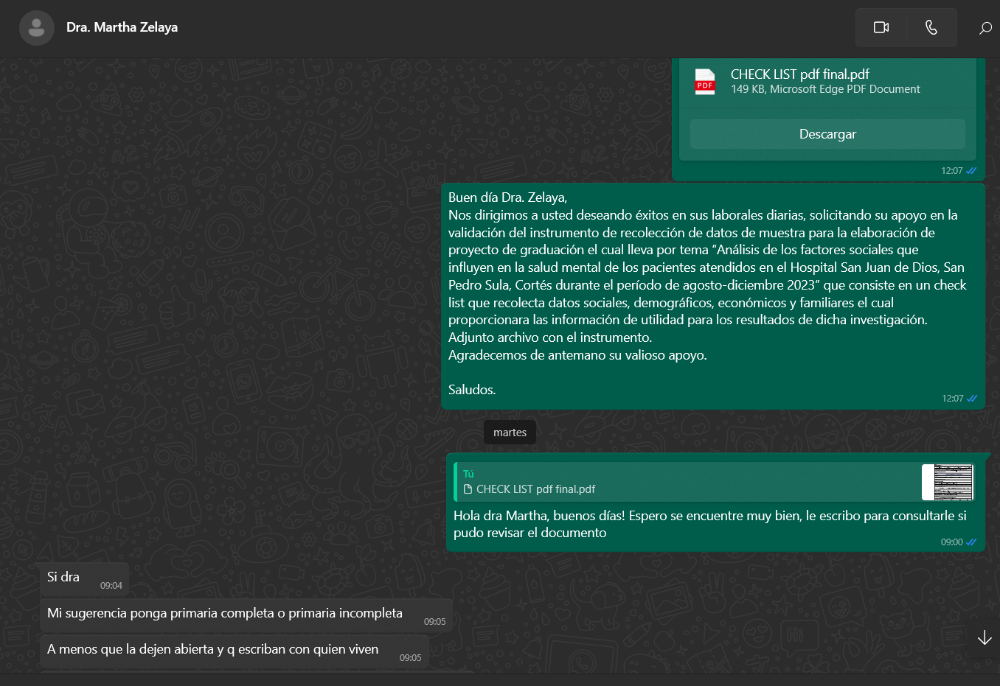 Dra. Martha Zelaya
CHECK LIST pdf final.pdf
PDF
149 KB, Microsoft Edge PDF Document
Descargar
12:07
Buen día Dra. Zelaya,
Nos dirigimos a usted deseando éxitos en sus laborales diarias, solicitando su apoyo en la
validación del instrumento de recolección de datos de muestra para la elaboración de
proyecto de graduación el cual lleva por tema “Análisis de los factores sociales que
influyen en la salud mental de los pacientes atendidos en el Hospital San Juan de Dios, San
Pedro Sula, Cortés durante el período de agosto-diciembre 2023” que consiste en un check
list que recolecta datos sociales, demográficos, económicos y familiares el cual
proporcionara las información de utilidad para los resultados de dicha investigación.
Adjunto archivo con el instrumento.
Agradecemos de antemano su valioso apoyo.
Saludos.
12:07
martes
Tú
CHECK LIST pdf final.pdf
Hola dra Martha, buenos días! Espero se encuentre muy bien, le escribo para consultarle si
pudo revisar el documento
09:00
Si dra
09:04
Mi sugerencia ponga primaria completa o primaria incompleta
09:05
A menos que la dejen abierta y q escriban con quien viven
09:05